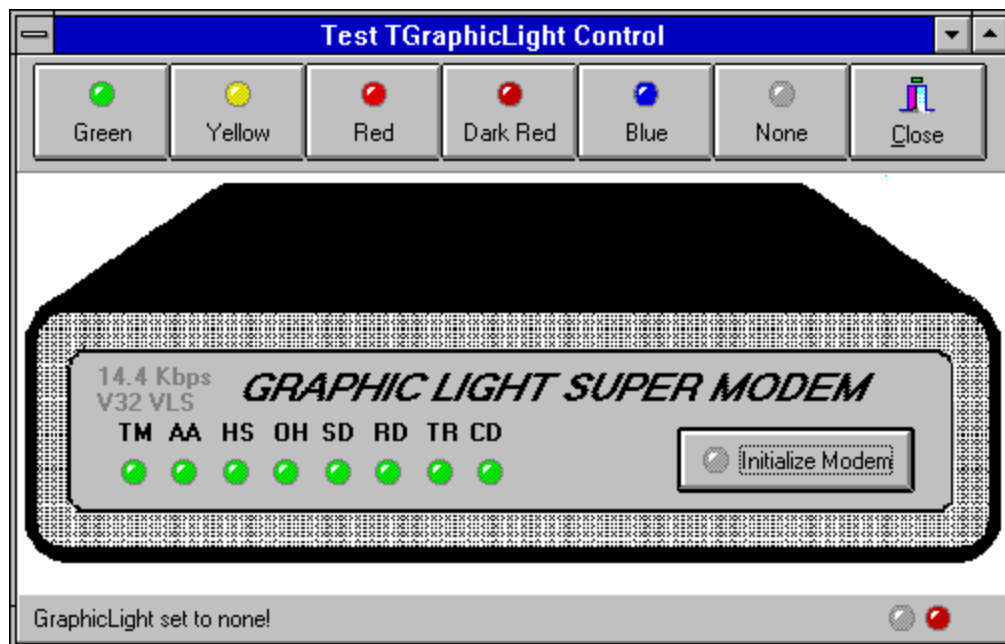 Test TGraphicLight Control
Green Yellow Red Dark Red Blue None Close
14.4 Kbps
V32 VLS
GRAPHIC LIGHT SUPER MODEM
TM AA HS OH SD RD TR CD
Initialize Modem
GraphicLight set to none!